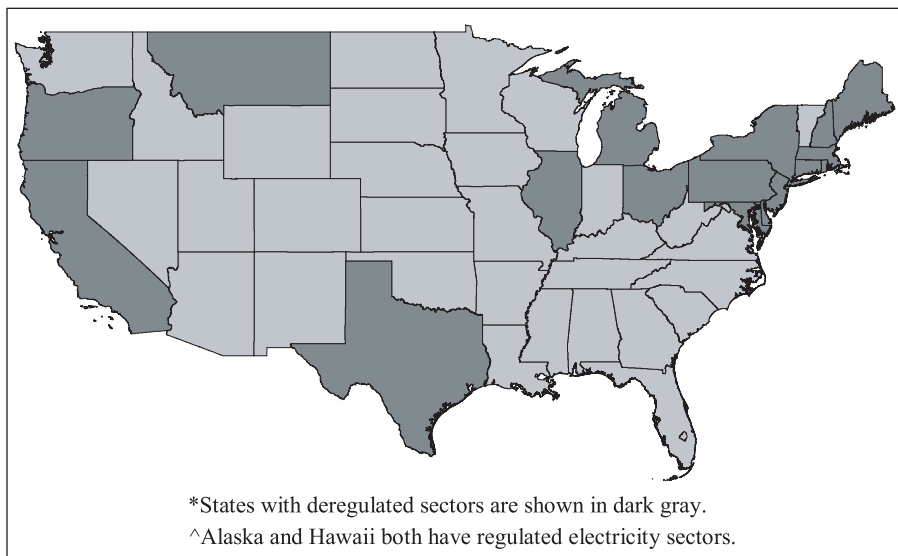 *States with deregulated sectors are shown in dark gray.
^Alaska and Hawaii both have regulated electricity sectors.